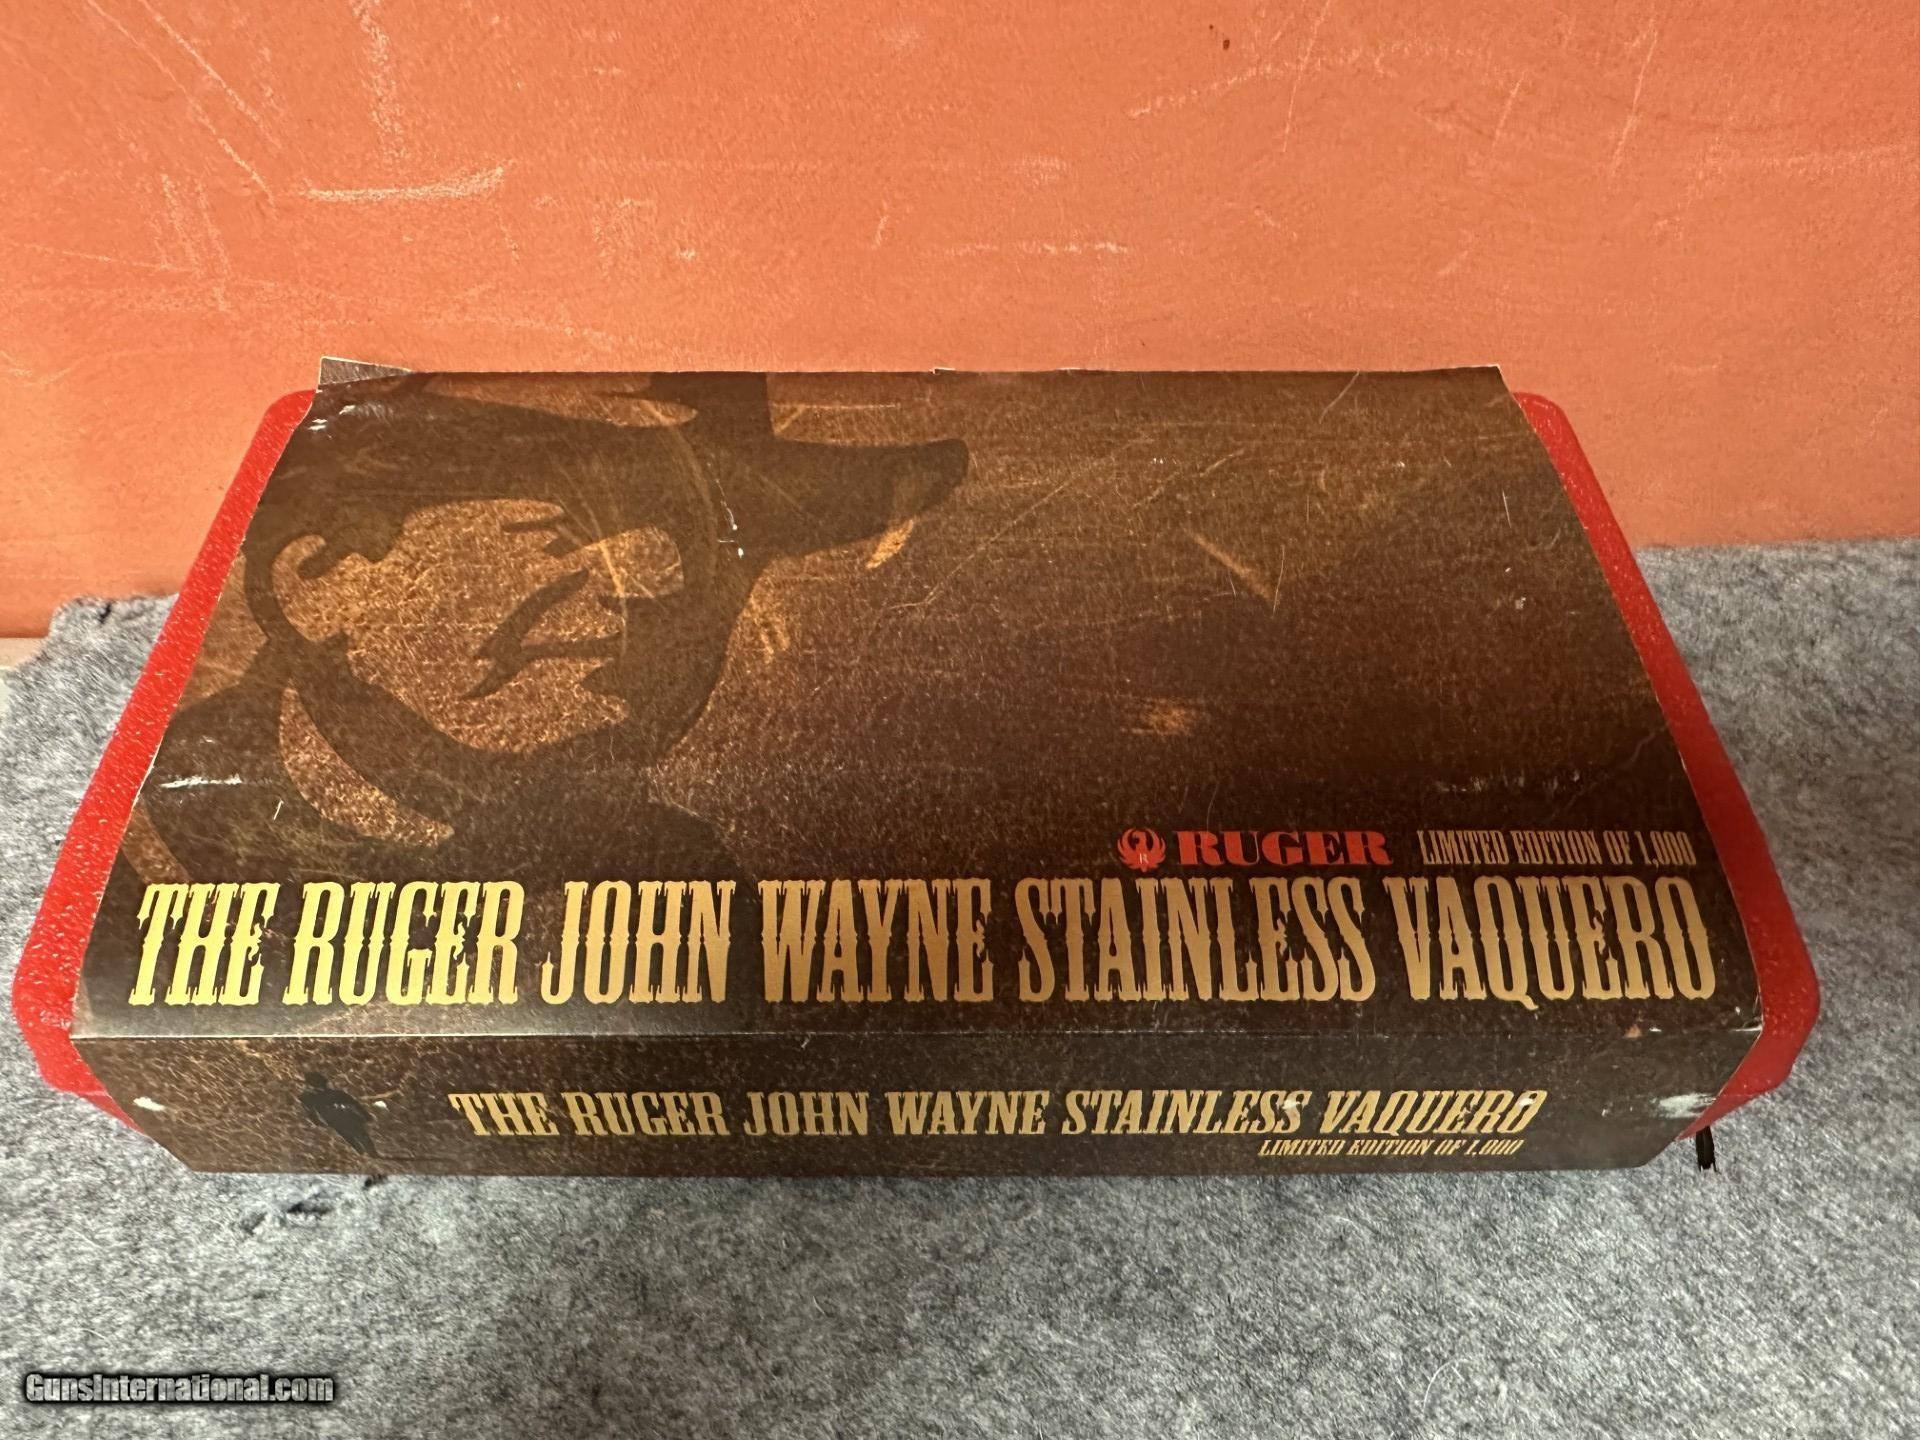 RUGER LIMITED EDITION OF 1,000
THE RUGER JOHN WAYNE STAINLESS VAQUERO
THE RUGER JOHN WAYNE STAINLESS VAQUERO
LIMITED EDITION OF 1,000
GunsInternational.com